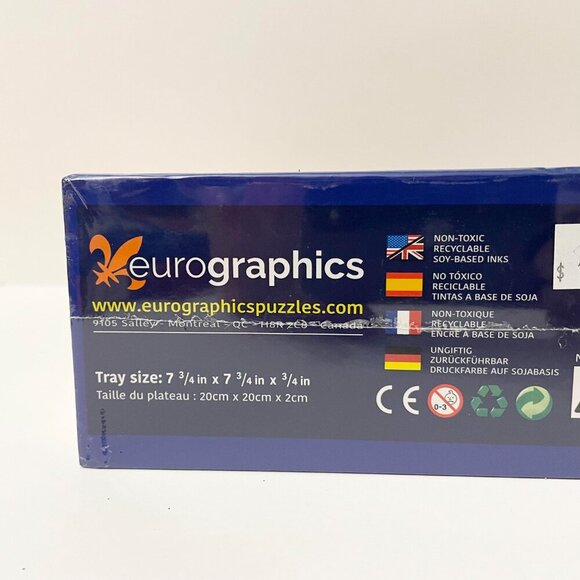 eurographics
www.eurographicspuzzles.com
9105 Salley - Montreal - QC - H8R 2C8 - Canada
Tray size: 7 3/4 in x 7 3/4 in x 3/4 in
Taille du plateau : 20cm x 20cm x 2cm
NON-TOXIC
RECYCLABLE
SOY-BASED INKS
NO TÓXICO
RECICLABLE
TINTAS A BASE DE SOJA
NON-TOXIQUE
RECYCLABLE
ENCRE À BASE DE SOJA
UNGIFTIG
ZURÜCKFÜHRBAR
DRUCKFARBE AUF SOJABASIS
CE
0-3
$